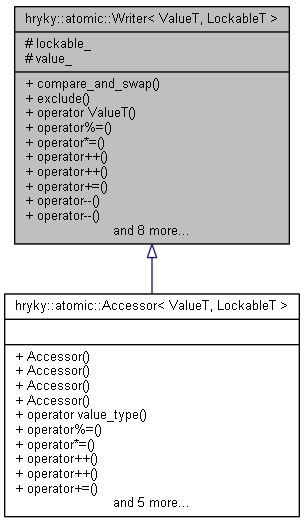 hryky::atomic::Writer< ValueT, LockableT >
# lockable_
# value_
+ compare_and_swap()
+ exclude()
+ operator ValueT()
+ operator%=()
+ operator*=()
+ operator++()
+ operator++()
+ operator+=()
+ operator--()
+ operator--()
and 8 more...
hryky::atomic::Accessor< ValueT, LockableT >
+ Accessor()
+ Accessor()
+ Accessor()
+ Accessor()
+ operator value_type()
+ operator%=()
+ operator*=()
+ operator++()
+ operator++()
+ operator+=()
and 5 more...